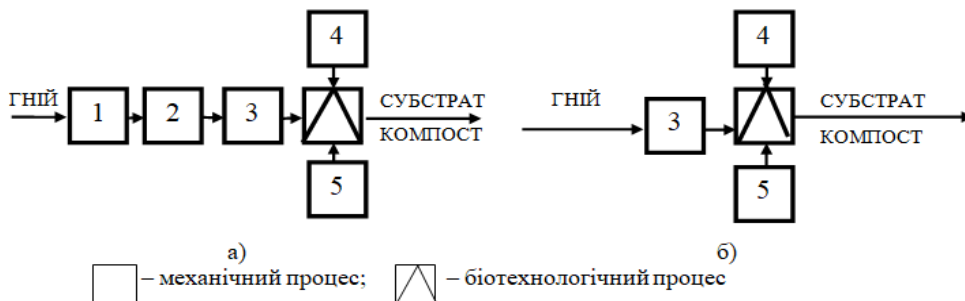 4
4
ГНІЙ
1
2
3
СУБСТРАТ
КОМПОСТ
ГНІЙ
3
СУБСТРАТ
КОМПОСТ
5
5
а)
б)
– механічний процес;
– біотехнологічний процес